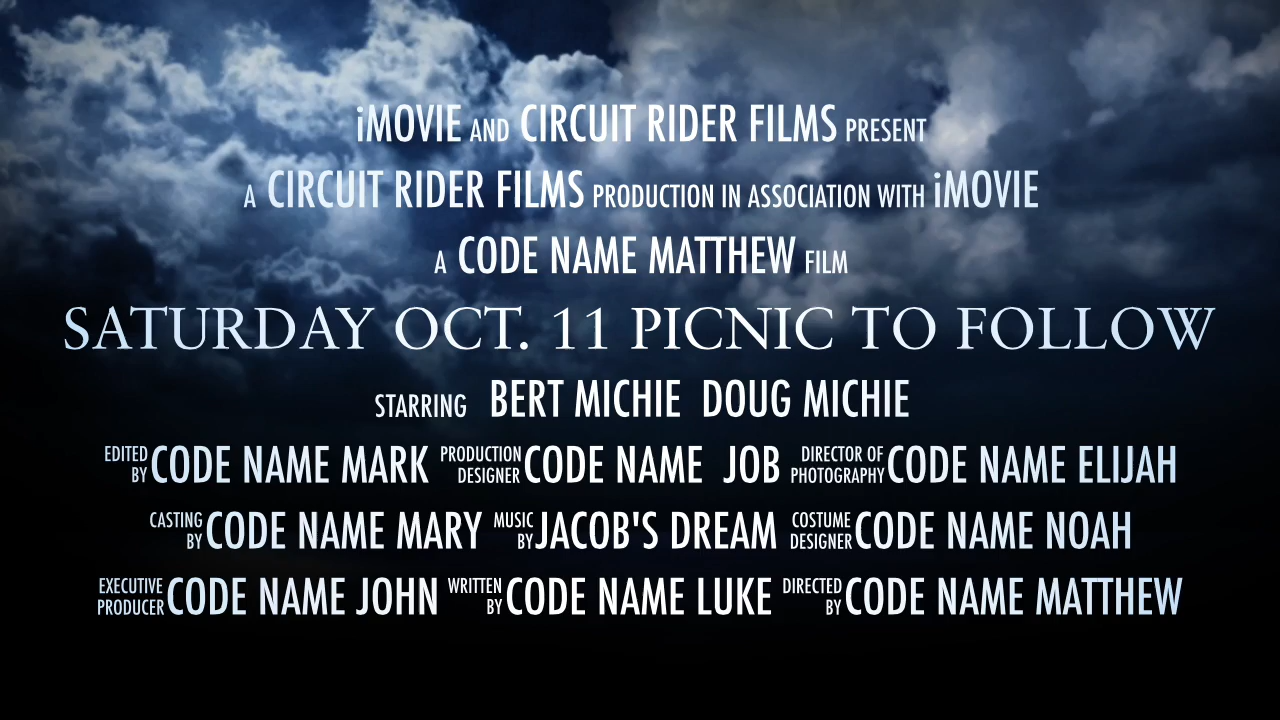 iMOVIE AND CIRCUIT RIDER FILMS PRESENT
A CIRCUIT RIDER FILMS PRODUCTION IN ASSOCIATION WITH iMOVIE
A CODE NAME MATTHEW FILM
SATURDAY OCT. 11 PICNIC TO FOLLOW
STARRING BERT MICHIE DOUG MICHIE
EDITED BY CODE NAME MARK PRODUCTION DESIGNER CODE NAME JOB DIRECTOR OF PHOTOGRAPHY CODE NAME ELIJAH
CASTING BY CODE NAME MARY MUSIC BY JACOB'S DREAM COSTUME DESIGNER CODE NAME NOAH
EXECUTIVE PRODUCER CODE NAME JOHN WRITTEN BY CODE NAME LUKE DIRECTED BY CODE NAME MATTHEW